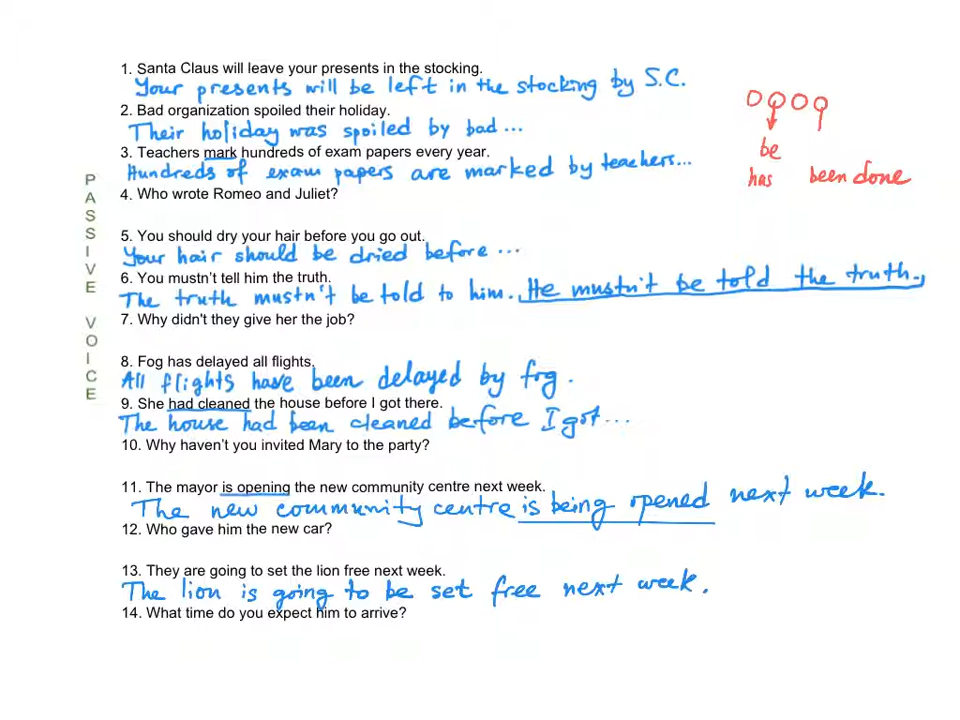 PASSIVE VOICE
1. Santa Claus will leave your presents in the stocking.
Your presents will be left in the stocking by S.C.
2. Bad organization spoiled their holiday.
Their holiday was spoiled by bad ...
3. Teachers mark hundreds of exam papers every year.
Hundreds of exam papers are marked by teachers...
be
has been done
4. Who wrote Romeo and Juliet?
5. You should dry your hair before you go out.
Your hair should be dried before ...
6. You mustn't tell him the truth.
The truth mustn't be told to him. He mustn't be told the truth.
7. Why didn't they give her the job?
8. Fog has delayed all flights.
All flights have been delayed by fog.
9. She had cleaned the house before I got there.
The house had been cleaned before I got...
10. Why haven't you invited Mary to the party?
11. The mayor is opening the new community centre next week.
The new community centre is being opened next week.
12. Who gave him the new car?
13. They are going to set the lion free next week.
The lion is going to be set free next week.
14. What time do you expect him to arrive?